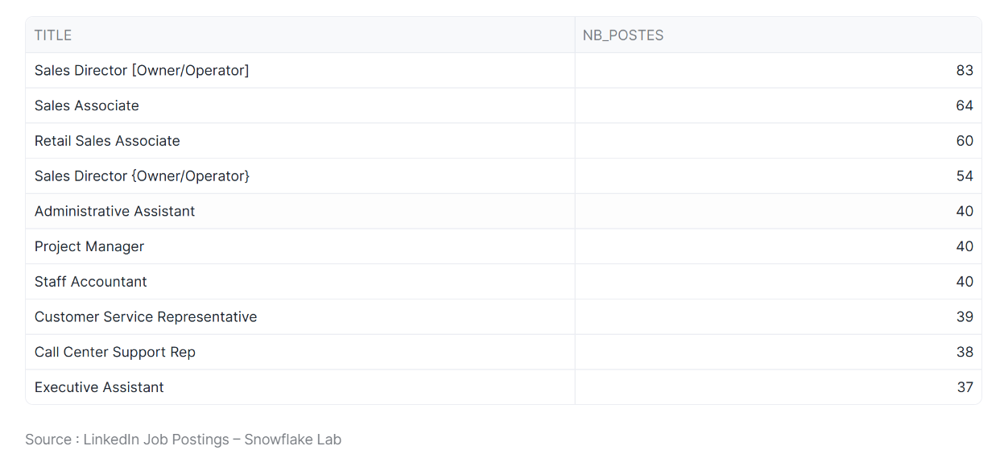 TITLE NB_POSTES
Sales Director [Owner/Operator] 83
Sales Associate 64
Retail Sales Associate 60
Sales Director {Owner/Operator} 54
Administrative Assistant 40
Project Manager 40
Staff Accountant 40
Customer Service Representative 39
Call Center Support Rep 38
Executive Assistant 37
Source : LinkedIn Job Postings – Snowflake Lab